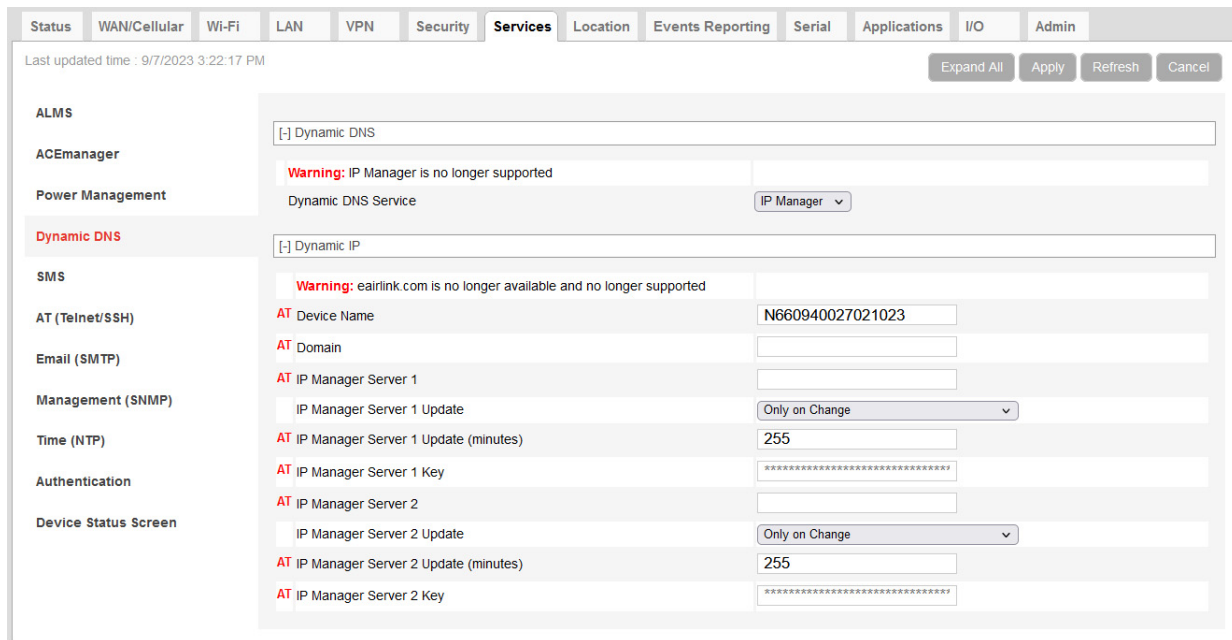 Status WAN/Cellular Wi-Fi LAN VPN Security Services Location Events Reporting Serial Applications I/O Admin
Last updated time : 9/7/2023 3:22:17 PM
Expand All Apply Refresh Cancel
ALMS
ACEmanager
Power Management
Dynamic DNS
SMS
AT (Telnet/SSH)
Email (SMTP)
Management (SNMP)
Time (NTP)
Authentication
Device Status Screen
[-] Dynamic DNS
Warning: IP Manager is no longer supported
Dynamic DNS Service IP Manager
[-] Dynamic IP
Warning: eairlink.com is no longer available and no longer supported
AT Device Name N660940027021023
AT Domain
AT IP Manager Server 1
IP Manager Server 1 Update Only on Change
AT IP Manager Server 1 Update (minutes) 255
AT IP Manager Server 1 Key ********************************
AT IP Manager Server 2
IP Manager Server 2 Update Only on Change
AT IP Manager Server 2 Update (minutes) 255
AT IP Manager Server 2 Key ********************************